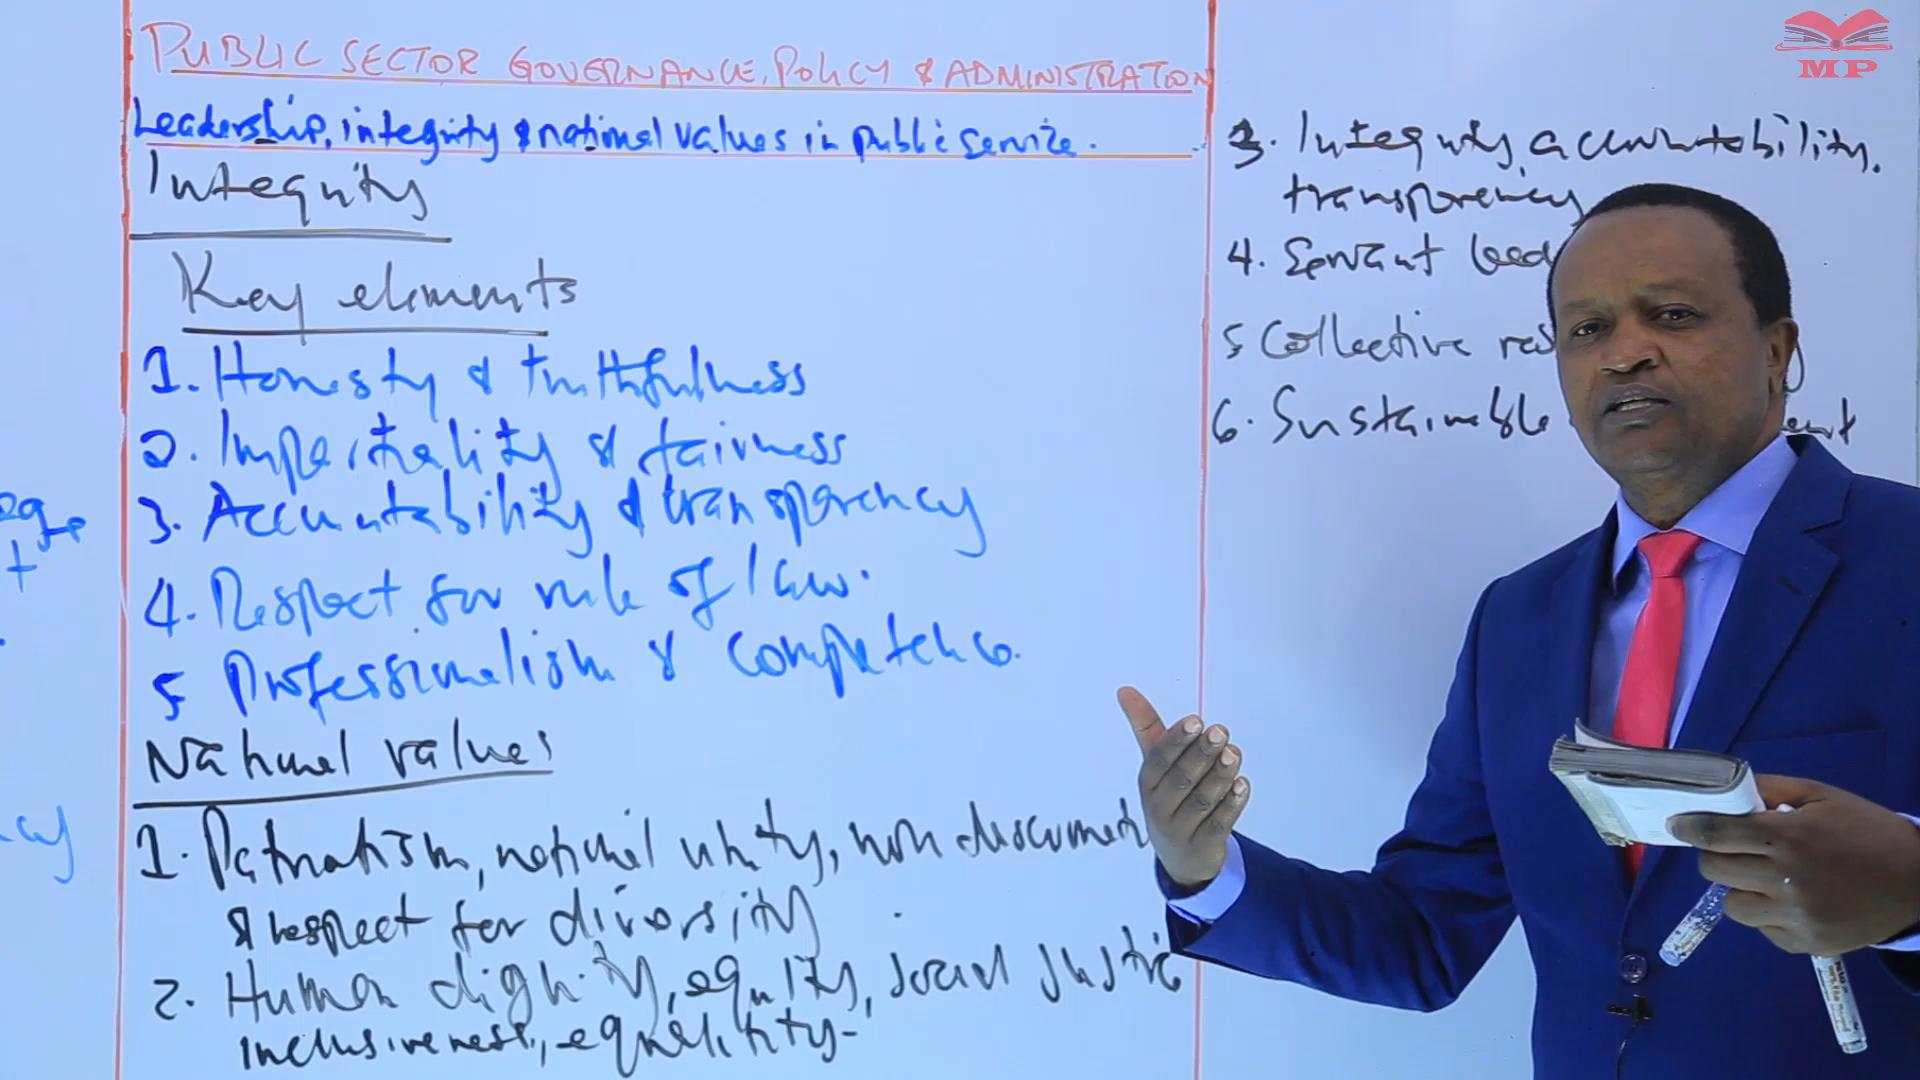 PUBLIC SECTOR GOVERNANCE, POLICY & ADMINISTRATION
Leadership, integrity & national values in public service.
Integrity
Key elements
1. Honesty & truthfulness
2. Impartiality & fairness
3. Accountability & transparency
4. Respect for rule of law.
5 Professionalism & competence.
National values
1. Patriotism, national unity, non
& respect for diversity
2. Human dignity, equity, social justice
inclusiveness, equality
3. Integrity, accountability,
transparency
4. Servant
5 Collective
6. Sustainable
MP